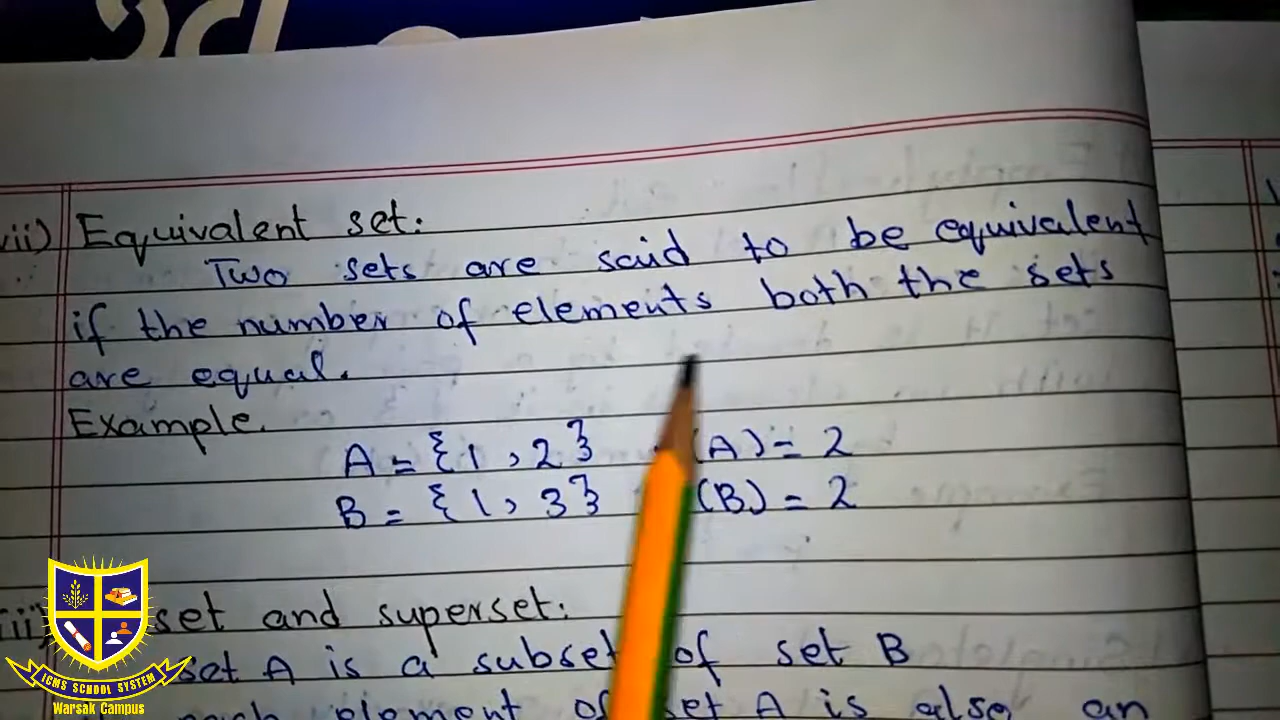 vii) Equivalent set:
Two sets are said to be equivalent
if the number of elements both the sets
are equal.
Example.
A = {1, 2} (A) = 2
B = {1, 3} (B) = 2
set and superset:
set A is a subset of set B
element of set A is also an
ICMS SCHOOL SYSTEM
Warsak Campus